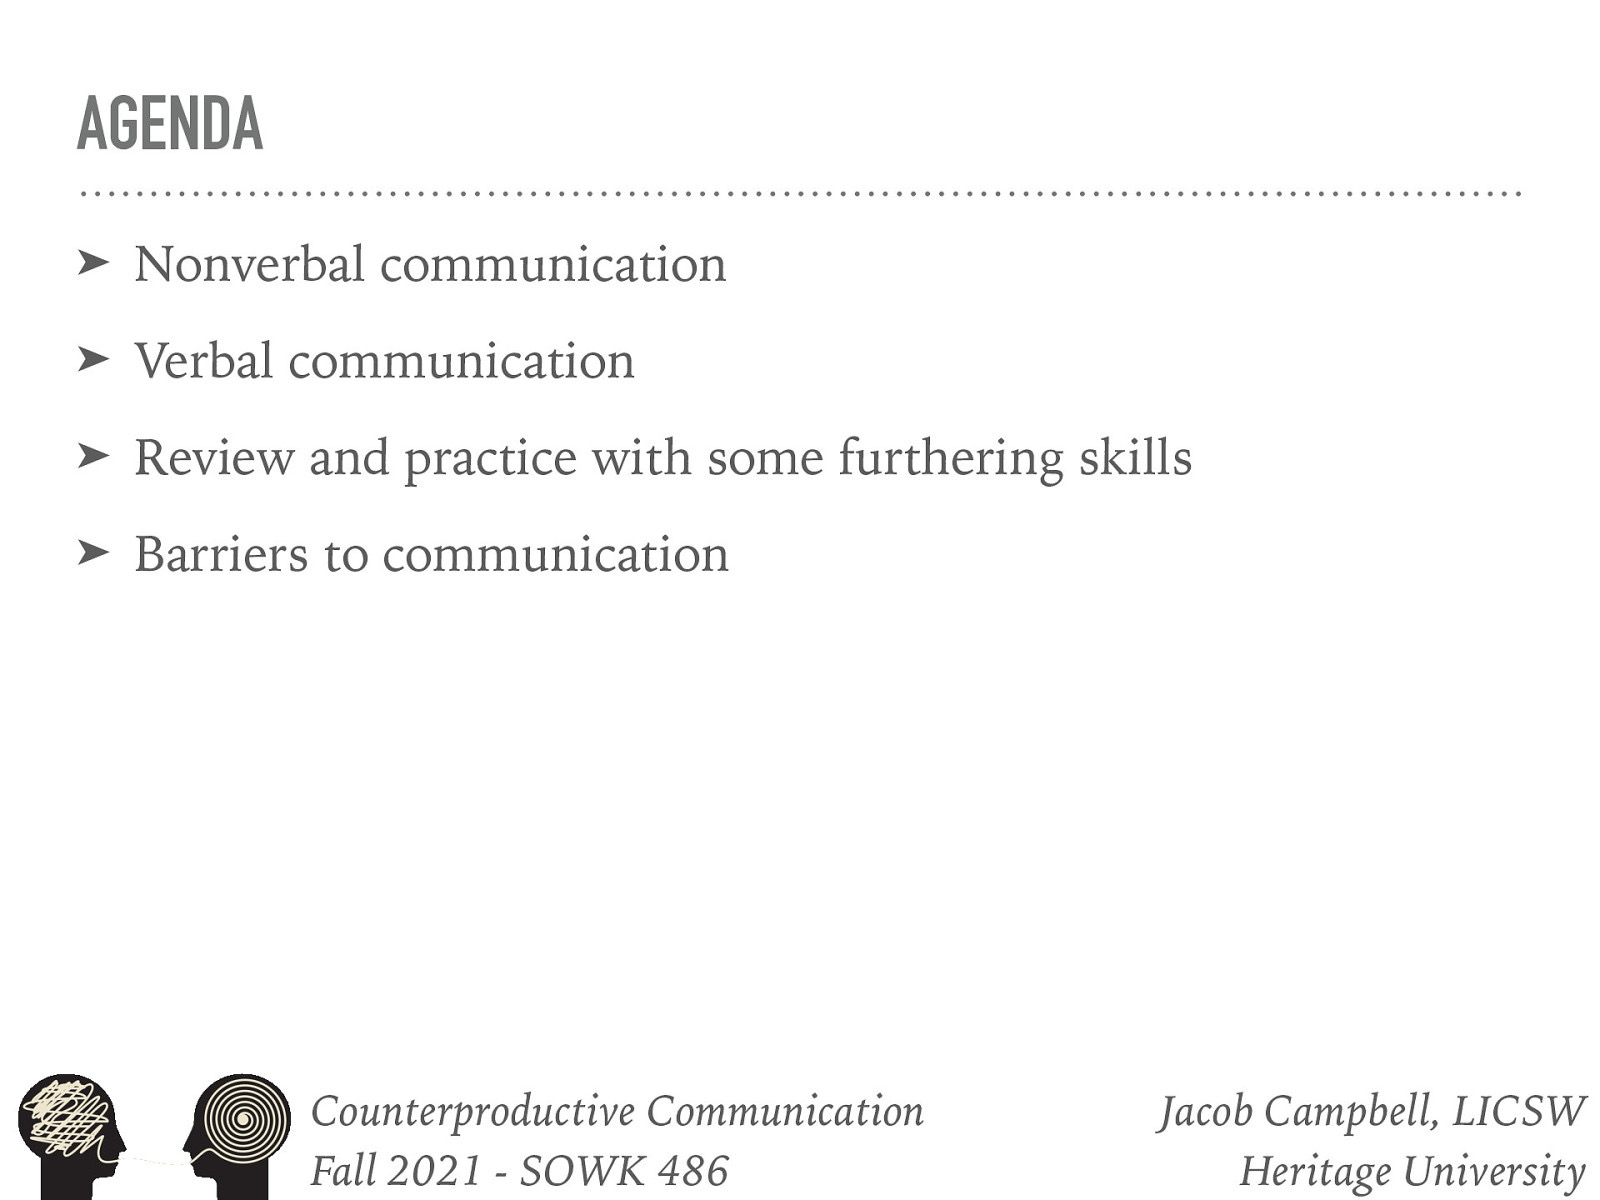 AGENDA
➤ Nonverbal communication
➤ Verbal communication
➤ Review and practice with some furthering skills
➤ Barriers to communication
Counterproductive Communication
Fall 2021 - SOWK 486
Jacob Campbell, LICSW
Heritage University